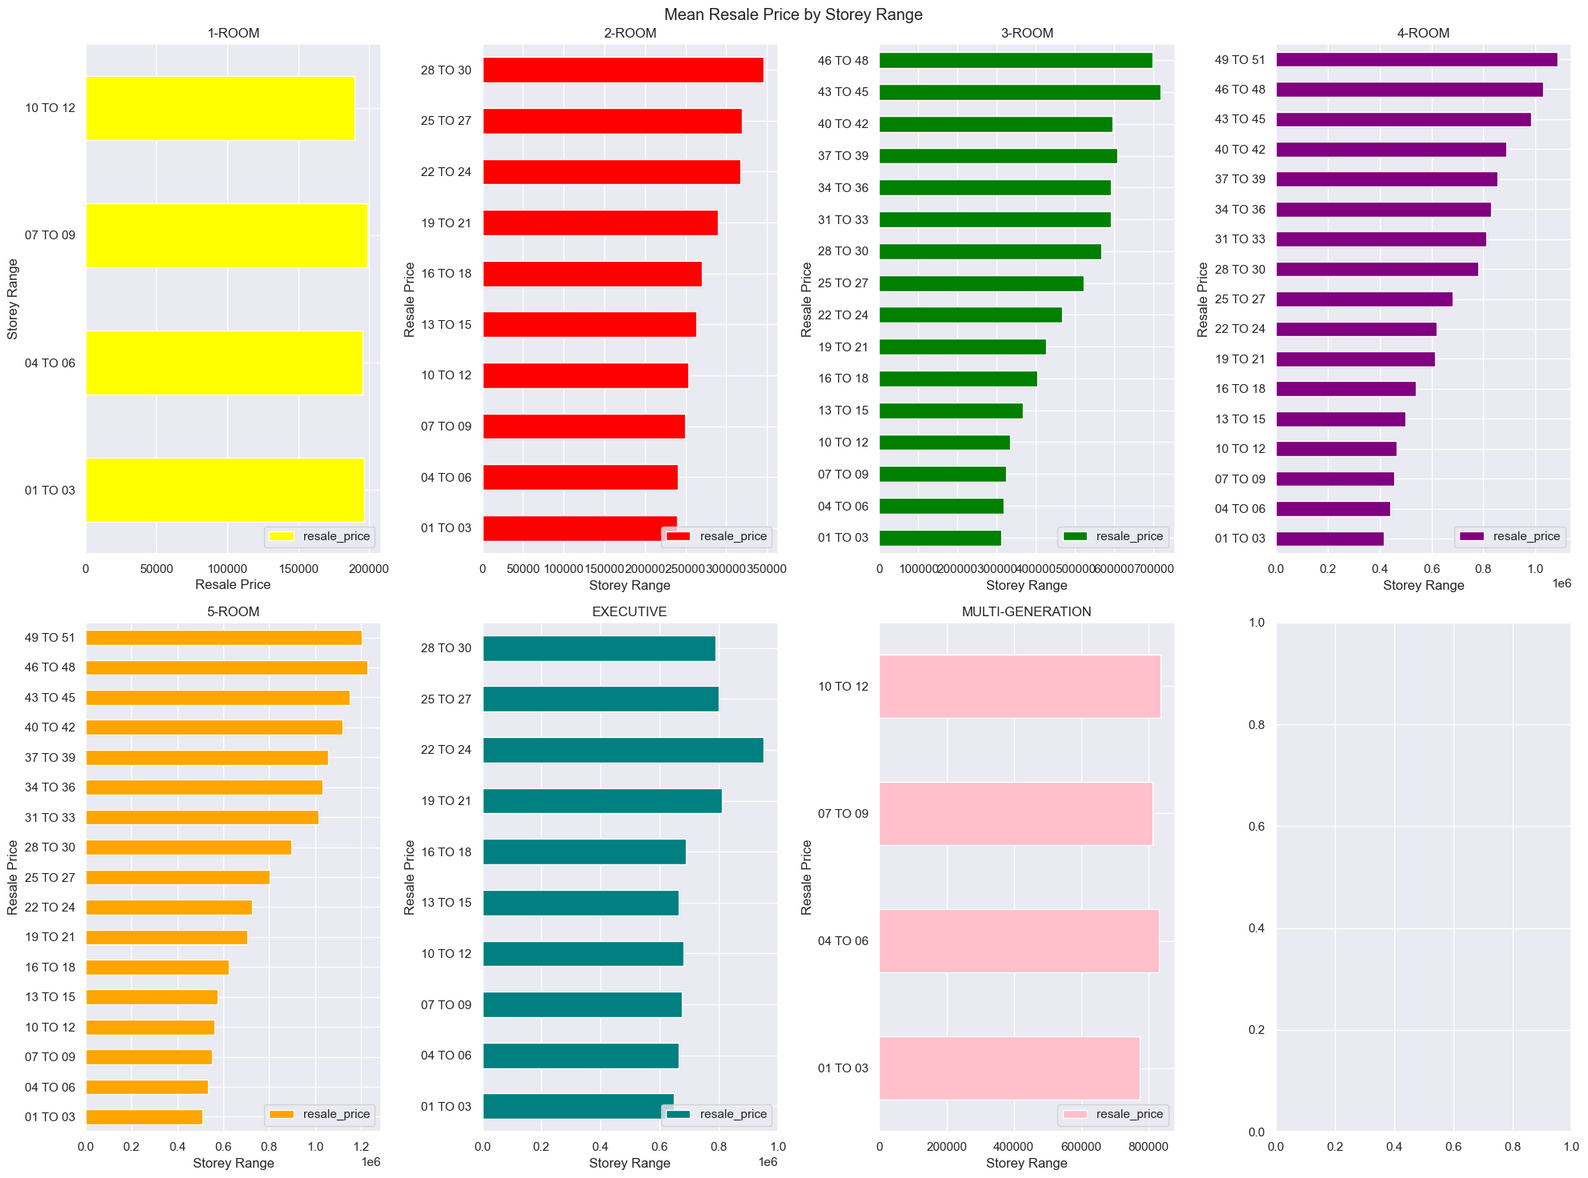 Mean Resale Price by Storey Range
1-ROOM
10 TO 12
07 TO 09
04 TO 06
01 TO 03
Storey Range
resale_price
0 50000 100000 150000 200000
Resale Price
2-ROOM
28 TO 30
25 TO 27
22 TO 24
19 TO 21
16 TO 18
13 TO 15
10 TO 12
07 TO 09
04 TO 06
01 TO 03
Resale Price
resale_price
0 50000 100000 150000 200000 250000 300000 350000
Storey Range
3-ROOM
46 TO 48
43 TO 45
40 TO 42
37 TO 39
34 TO 36
31 TO 33
28 TO 30
25 TO 27
22 TO 24
19 TO 21
16 TO 18
13 TO 15
10 TO 12
07 TO 09
04 TO 06
01 TO 03
Resale Price
resale_price
0 100000 200000 300000 400000 500000 600000 700000
Storey Range
4-ROOM
49 TO 51
46 TO 48
43 TO 45
40 TO 42
37 TO 39
34 TO 36
31 TO 33
28 TO 30
25 TO 27
22 TO 24
19 TO 21
16 TO 18
13 TO 15
10 TO 12
07 TO 09
04 TO 06
01 TO 03
Resale Price
resale_price
0.0 0.2 0.4 0.6 0.8 1.0
1e6
Storey Range
5-ROOM
49 TO 51
46 TO 48
43 TO 45
40 TO 42
37 TO 39
34 TO 36
31 TO 33
28 TO 30
25 TO 27
22 TO 24
19 TO 21
16 TO 18
13 TO 15
10 TO 12
07 TO 09
04 TO 06
01 TO 03
Resale Price
resale_price
0.0 0.2 0.4 0.6 0.8 1.0 1.2
1e6
Storey Range
EXECUTIVE
28 TO 30
25 TO 27
22 TO 24
19 TO 21
16 TO 18
13 TO 15
10 TO 12
07 TO 09
04 TO 06
01 TO 03
Resale Price
resale_price
0.0 0.2 0.4 0.6 0.8 1.0
1e6
Storey Range
MULTI-GENERATION
10 TO 12
07 TO 09
04 TO 06
01 TO 03
Resale Price
resale_price
0 200000 400000 600000 800000
Storey Range
1.0
0.8
0.6
0.4
0.2
0.0
0.0 0.2 0.4 0.6 0.8 1.0